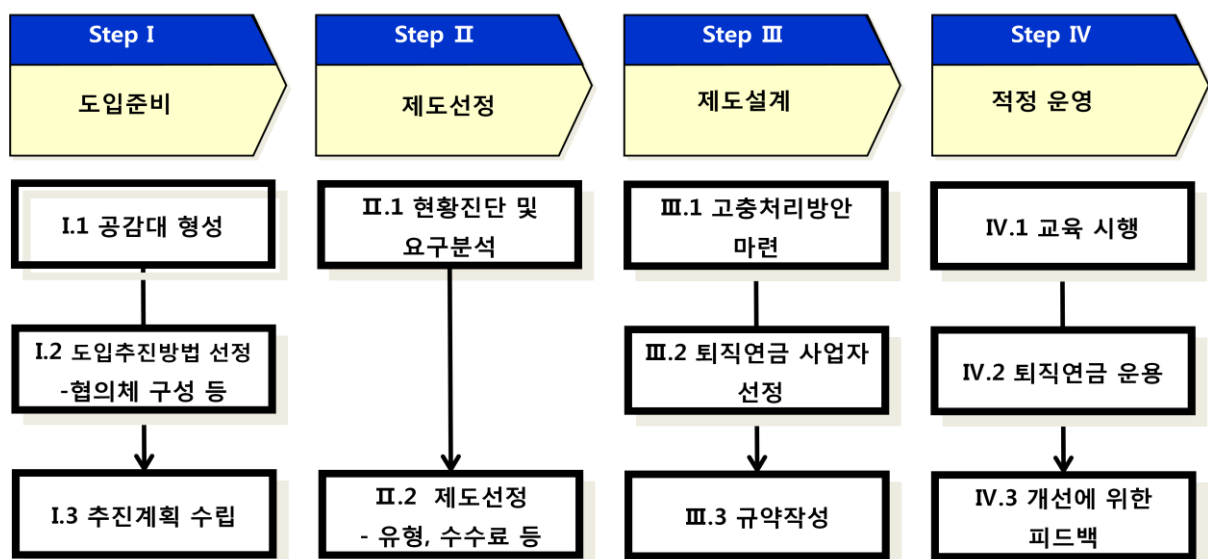 Step Ⅰ
도입준비
Ⅰ.1 공감대 형성
Ⅰ.2 도입추진방법 선정
-협의체 구성 등
Ⅰ.3 추진계획 수립
Step Ⅱ
제도선정
Ⅱ.1 현황진단 및
요구분석
Ⅱ.2 제도선정
- 유형, 수수료 등
Step Ⅲ
제도설계
Ⅲ.1 고충처리방안
마련
Ⅲ.2 퇴직연금 사업자
선정
Ⅲ.3 규약작성
Step Ⅳ
적정 운영
Ⅳ.1 교육 시행
Ⅳ.2 퇴직연금 운용
Ⅳ.3 개선에 위한
피드백